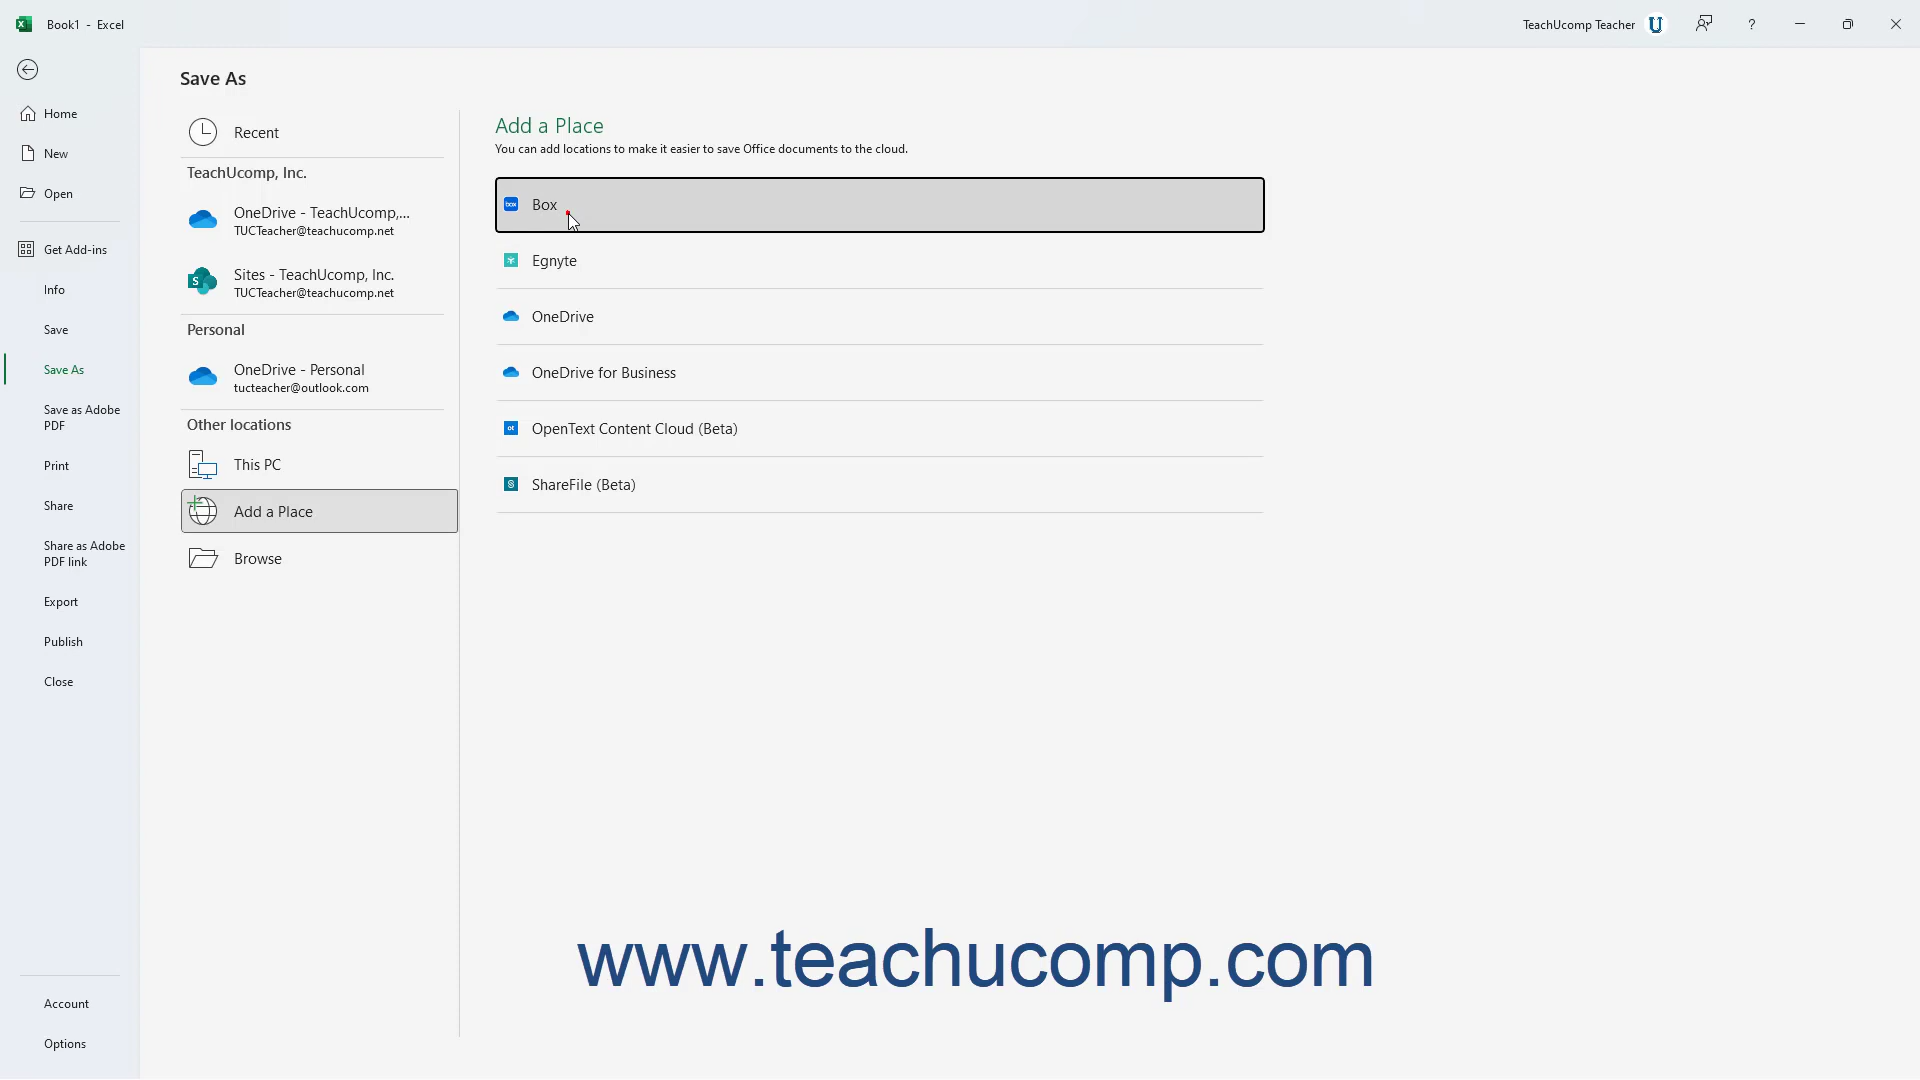 Book1 - Excel
TeachUcomp Teacher
U
?
Home
New
Open
Get Add-ins
Info
Save
Save As
Save as Adobe
PDF
Print
Share
Share as Adobe
PDF link
Export
Publish
Close
Account
Options
Save As
Recent
TeachUcomp, Inc.
OneDrive - TeachUcomp,...
TUCTeacher@teachucomp.net
S
Sites - TeachUcomp, Inc.
TUCTeacher@teachucomp.net
Personal
OneDrive - Personal
tucteacher@outlook.com
Other locations
This PC
Add a Place
Browse
Add a Place
You can add locations to make it easier to save Office documents to the cloud.
box Box
Egnyte
OneDrive
OneDrive for Business
ot OpenText Content Cloud (Beta)
S ShareFile (Beta)
www.teachucomp.com